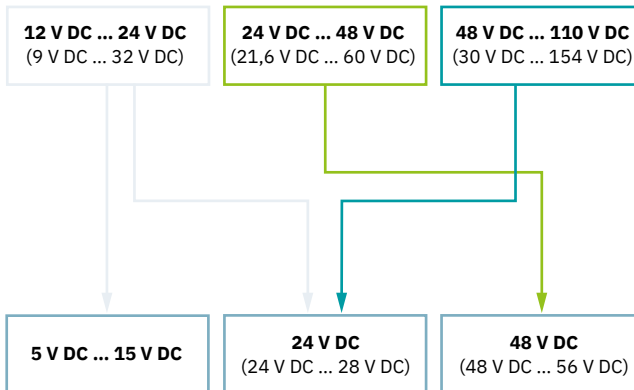 12 V DC ... 24 V DC
(9 V DC ... 32 V DC)
24 V DC ... 48 V DC
(21,6 V DC ... 60 V DC)
48 V DC ... 110 V DC
(30 V DC ... 154 V DC)
5 V DC ... 15 V DC
24 V DC
(24 V DC ... 28 V DC)
48 V DC
(48 V DC ... 56 V DC)